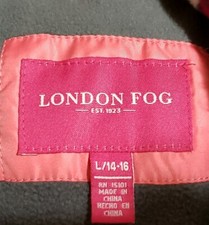 LONDON FOG
EST. 1923
L/14-16
RN 15101
MADE IN
CHINA
HECHO EN
CHINA